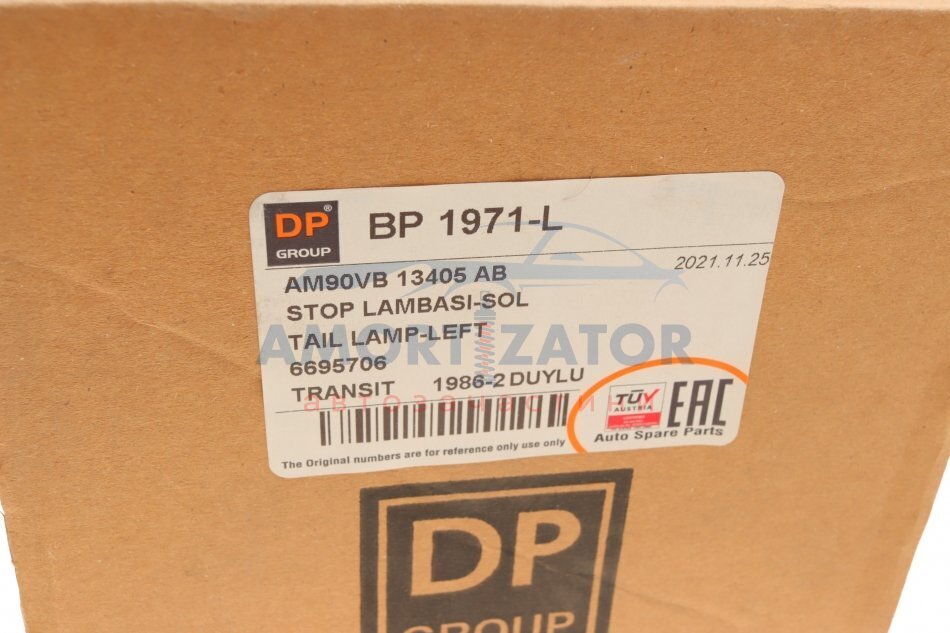 DP®
GROUP
BP 1971-L
2021.11.25
AM90VB 13405 AB
STOP LAMBASI-SOL
TAIL LAMP-LEFT
6695706
TRANSIT 1986-2 DUYLU
AMORTIZATOR
автозапчастини
TÜV
AUSTRIA
EAC
Auto Spare Parts
The Original numbers are for reference only use only
DP
GROUP